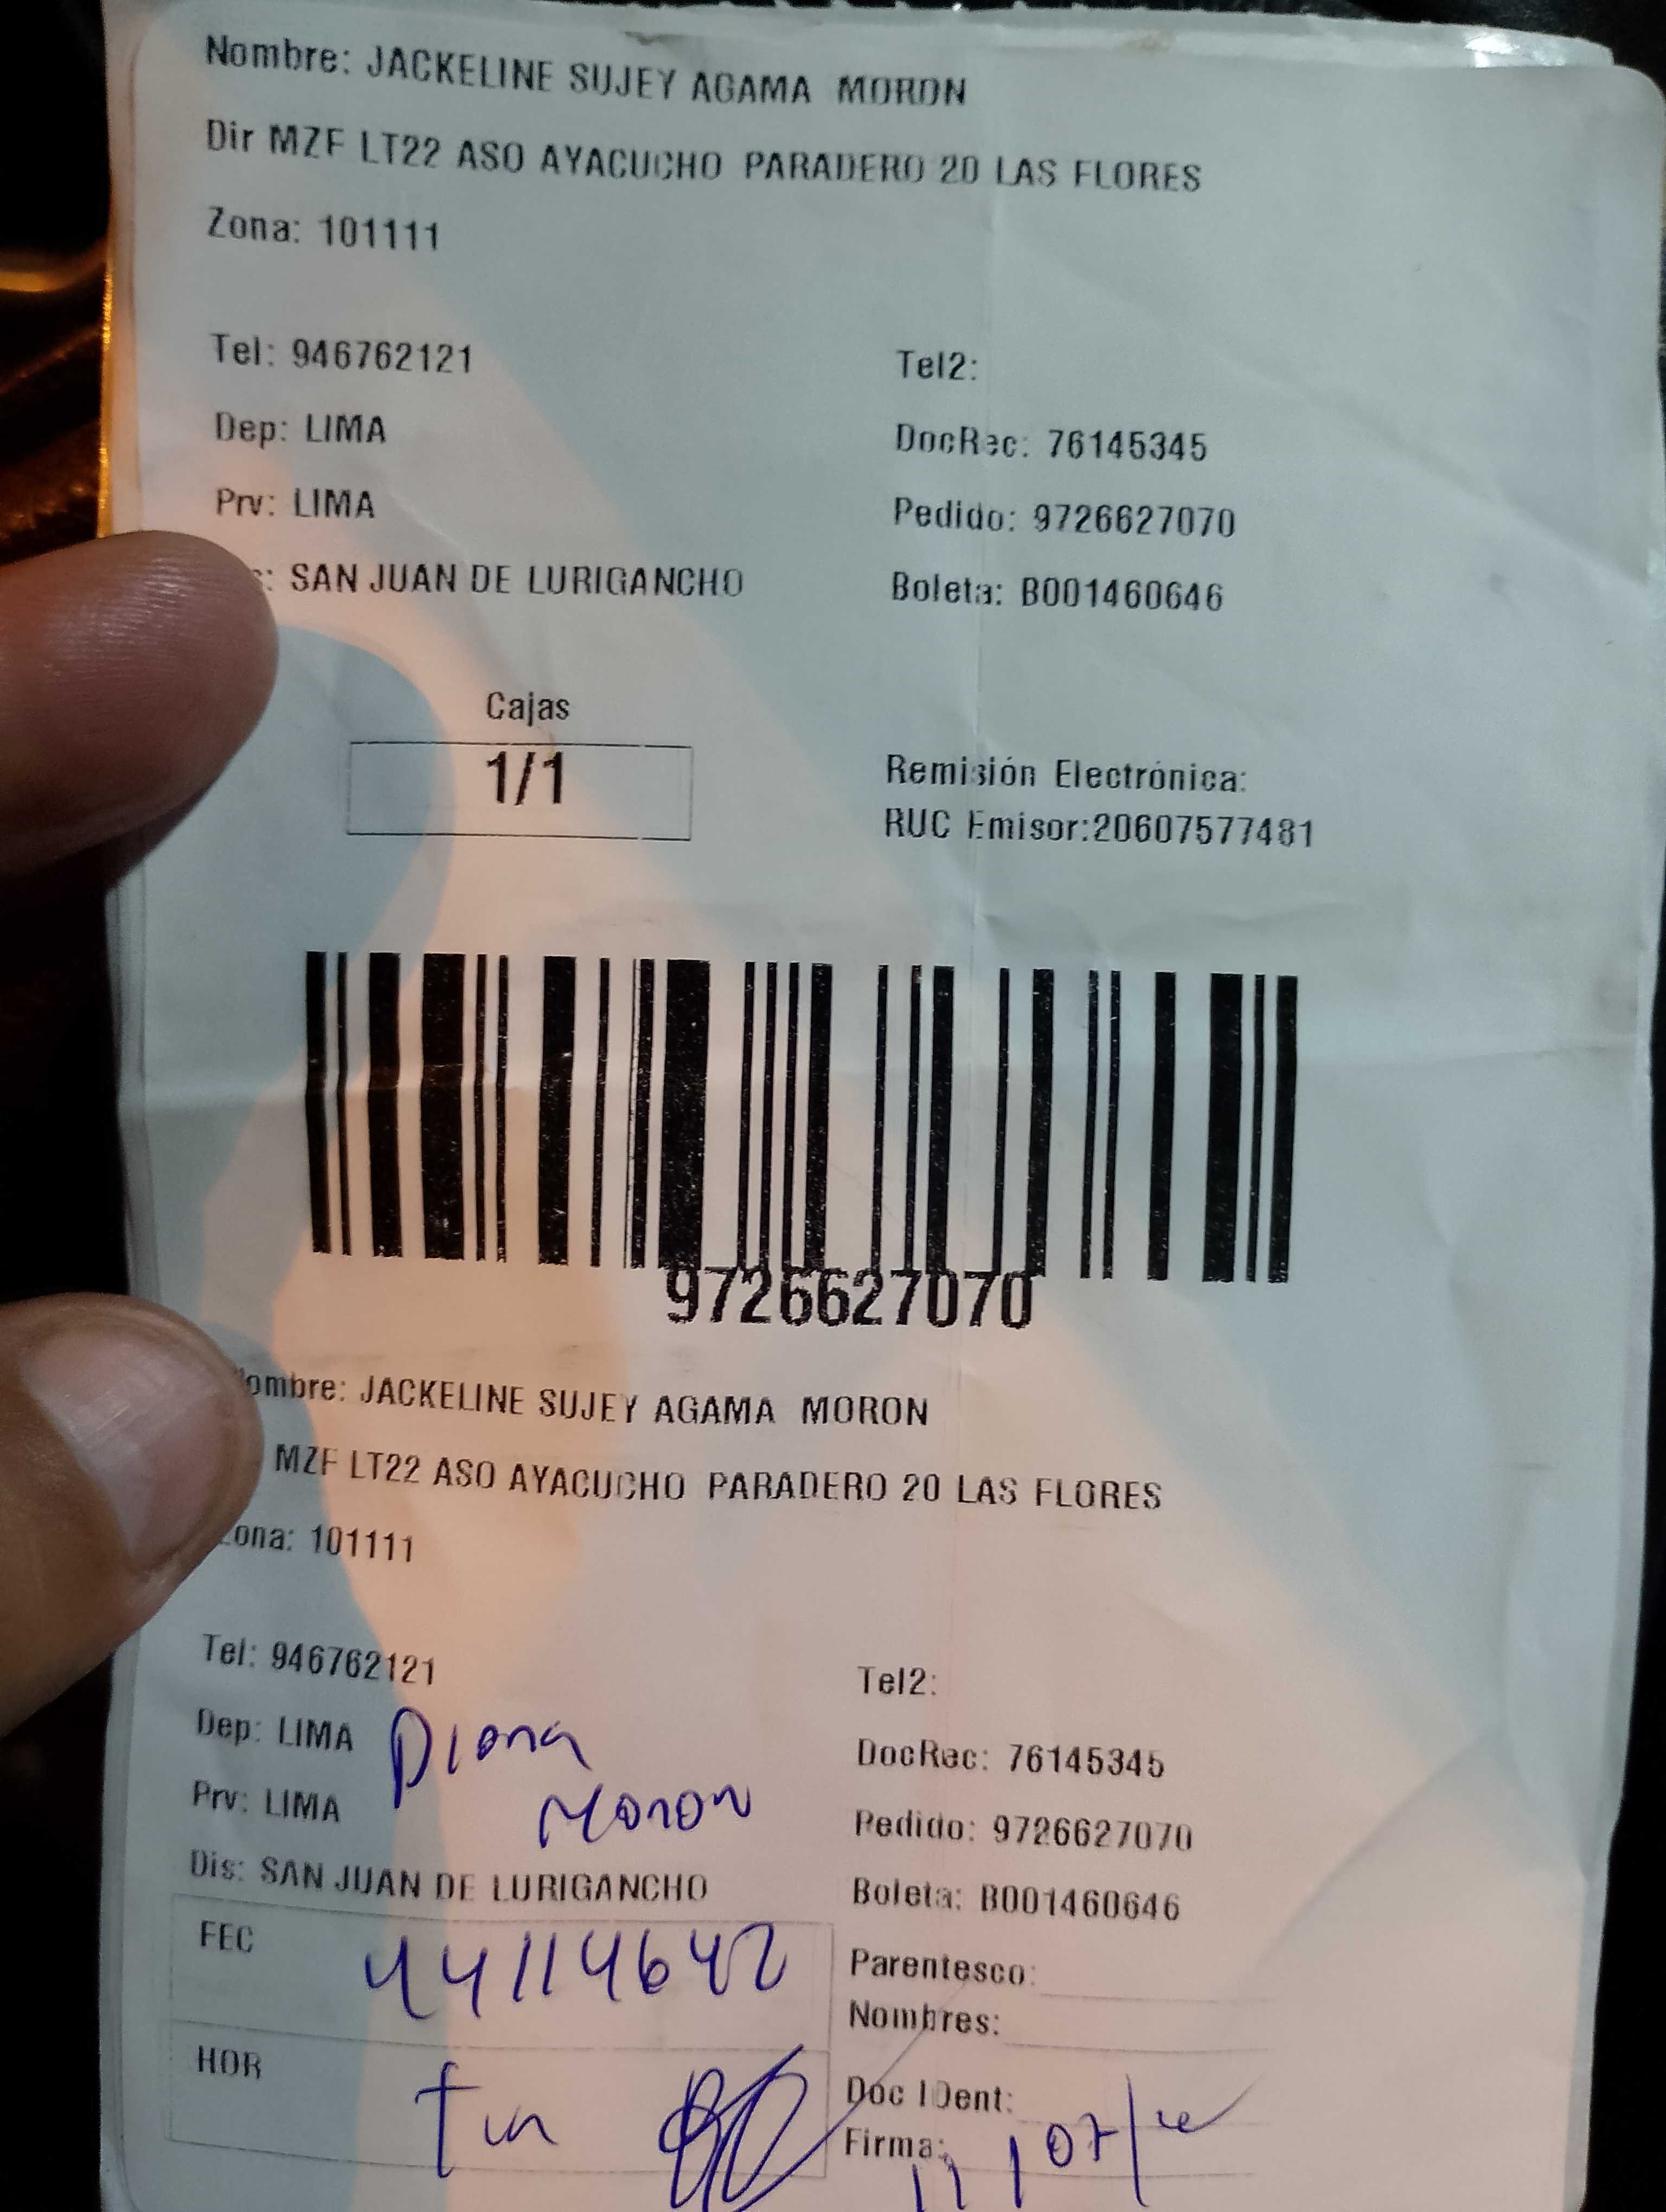 Nombre: JACKELINE SUJEY AGAMA MORON
Dir MZF LT22 ASO AYACUCHO PARADERO 20 LAS FLORES
Zona: 101111
Tel: 946762121 Tel2:
Dep: LIMA DocRec: 76145345
Prv: LIMA Pedido: 9726627070
: SAN JUAN DE LURIGANCHO Boleta: B001460646
Cajas
1/1
Remisión Electrónica:
RUC Emisor:20607577481
9726627070
ombre: JACKELINE SUJEY AGAMA MORON
MZF LT22 ASO AYACUCHO PARADERO 20 LAS FLORES
ona: 101111
Tel: 946762121 Tel2:
Dep: LIMA Diana DocRec: 76145345
Prv: LIMA Moron Pedido: 9726627070
Dis: SAN JUAN DE LURIGANCHO Boleta: B001460646
FEC 44114642 Parentesco:
Nombres:
HOR Doc IDent:
Firma: 11/07/